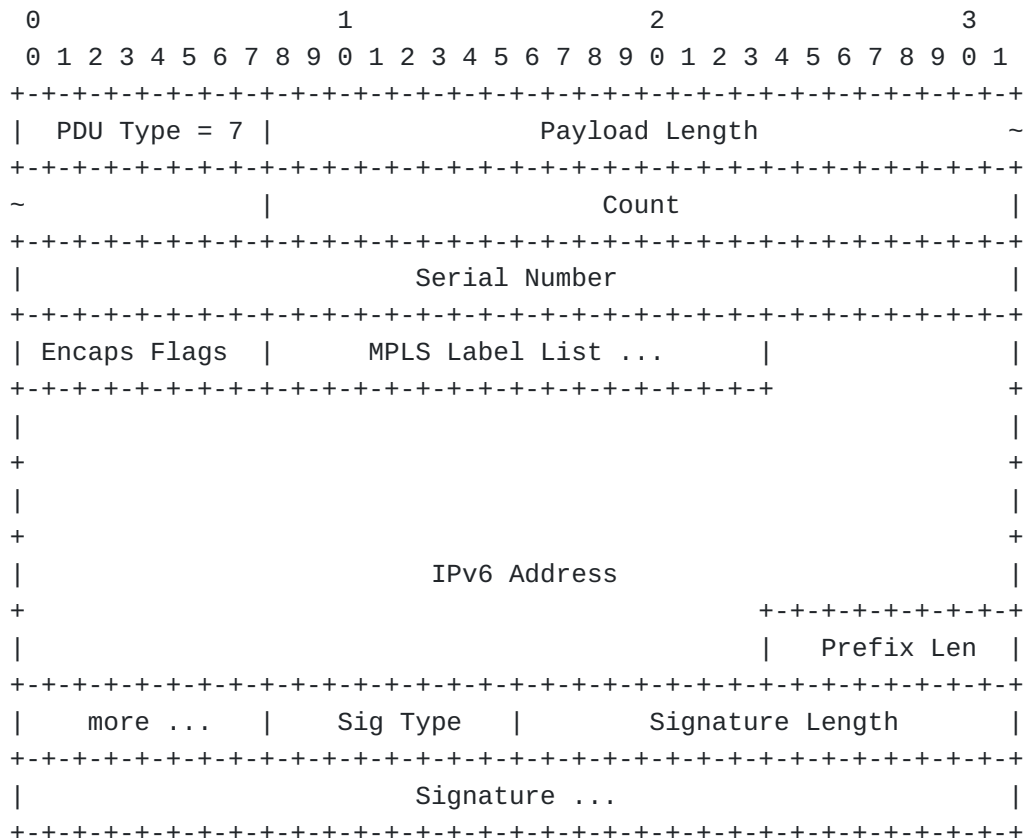 0                   1                   2                   3
 0 1 2 3 4 5 6 7 8 9 0 1 2 3 4 5 6 7 8 9 0 1 2 3 4 5 6 7 8 9 0 1
+-+-+-+-+-+-+-+-+-+-+-+-+-+-+-+-+-+-+-+-+-+-+-+-+-+-+-+-+-+-+-+-+
|  PDU Type = 7 |                 Payload Length                ~
+-+-+-+-+-+-+-+-+-+-+-+-+-+-+-+-+-+-+-+-+-+-+-+-+-+-+-+-+-+-+-+-+
~               |                     Count                     |
+-+-+-+-+-+-+-+-+-+-+-+-+-+-+-+-+-+-+-+-+-+-+-+-+-+-+-+-+-+-+-+-+
|                         Serial Number                         |
+-+-+-+-+-+-+-+-+-+-+-+-+-+-+-+-+-+-+-+-+-+-+-+-+-+-+-+-+-+-+-+-+
| Encaps Flags  |      MPLS Label List ...      |               |
+-+-+-+-+-+-+-+-+-+-+-+-+-+-+-+-+-+-+-+-+-+-+-+-+               +
|                                                               |
+                                                               +
|                                                               |
+                                                               +
|                          IPv6 Address                         |
+                                               +-+-+-+-+-+-+-+-+
|                                               |   Prefix Len  |
+-+-+-+-+-+-+-+-+-+-+-+-+-+-+-+-+-+-+-+-+-+-+-+-+-+-+-+-+-+-+-+-+
|    more ...   |    Sig Type   |        Signature Length       |
+-+-+-+-+-+-+-+-+-+-+-+-+-+-+-+-+-+-+-+-+-+-+-+-+-+-+-+-+-+-+-+-+
|                         Signature ...                         |
+-+-+-+-+-+-+-+-+-+-+-+-+-+-+-+-+-+-+-+-+-+-+-+-+-+-+-+-+-+-+-+-+